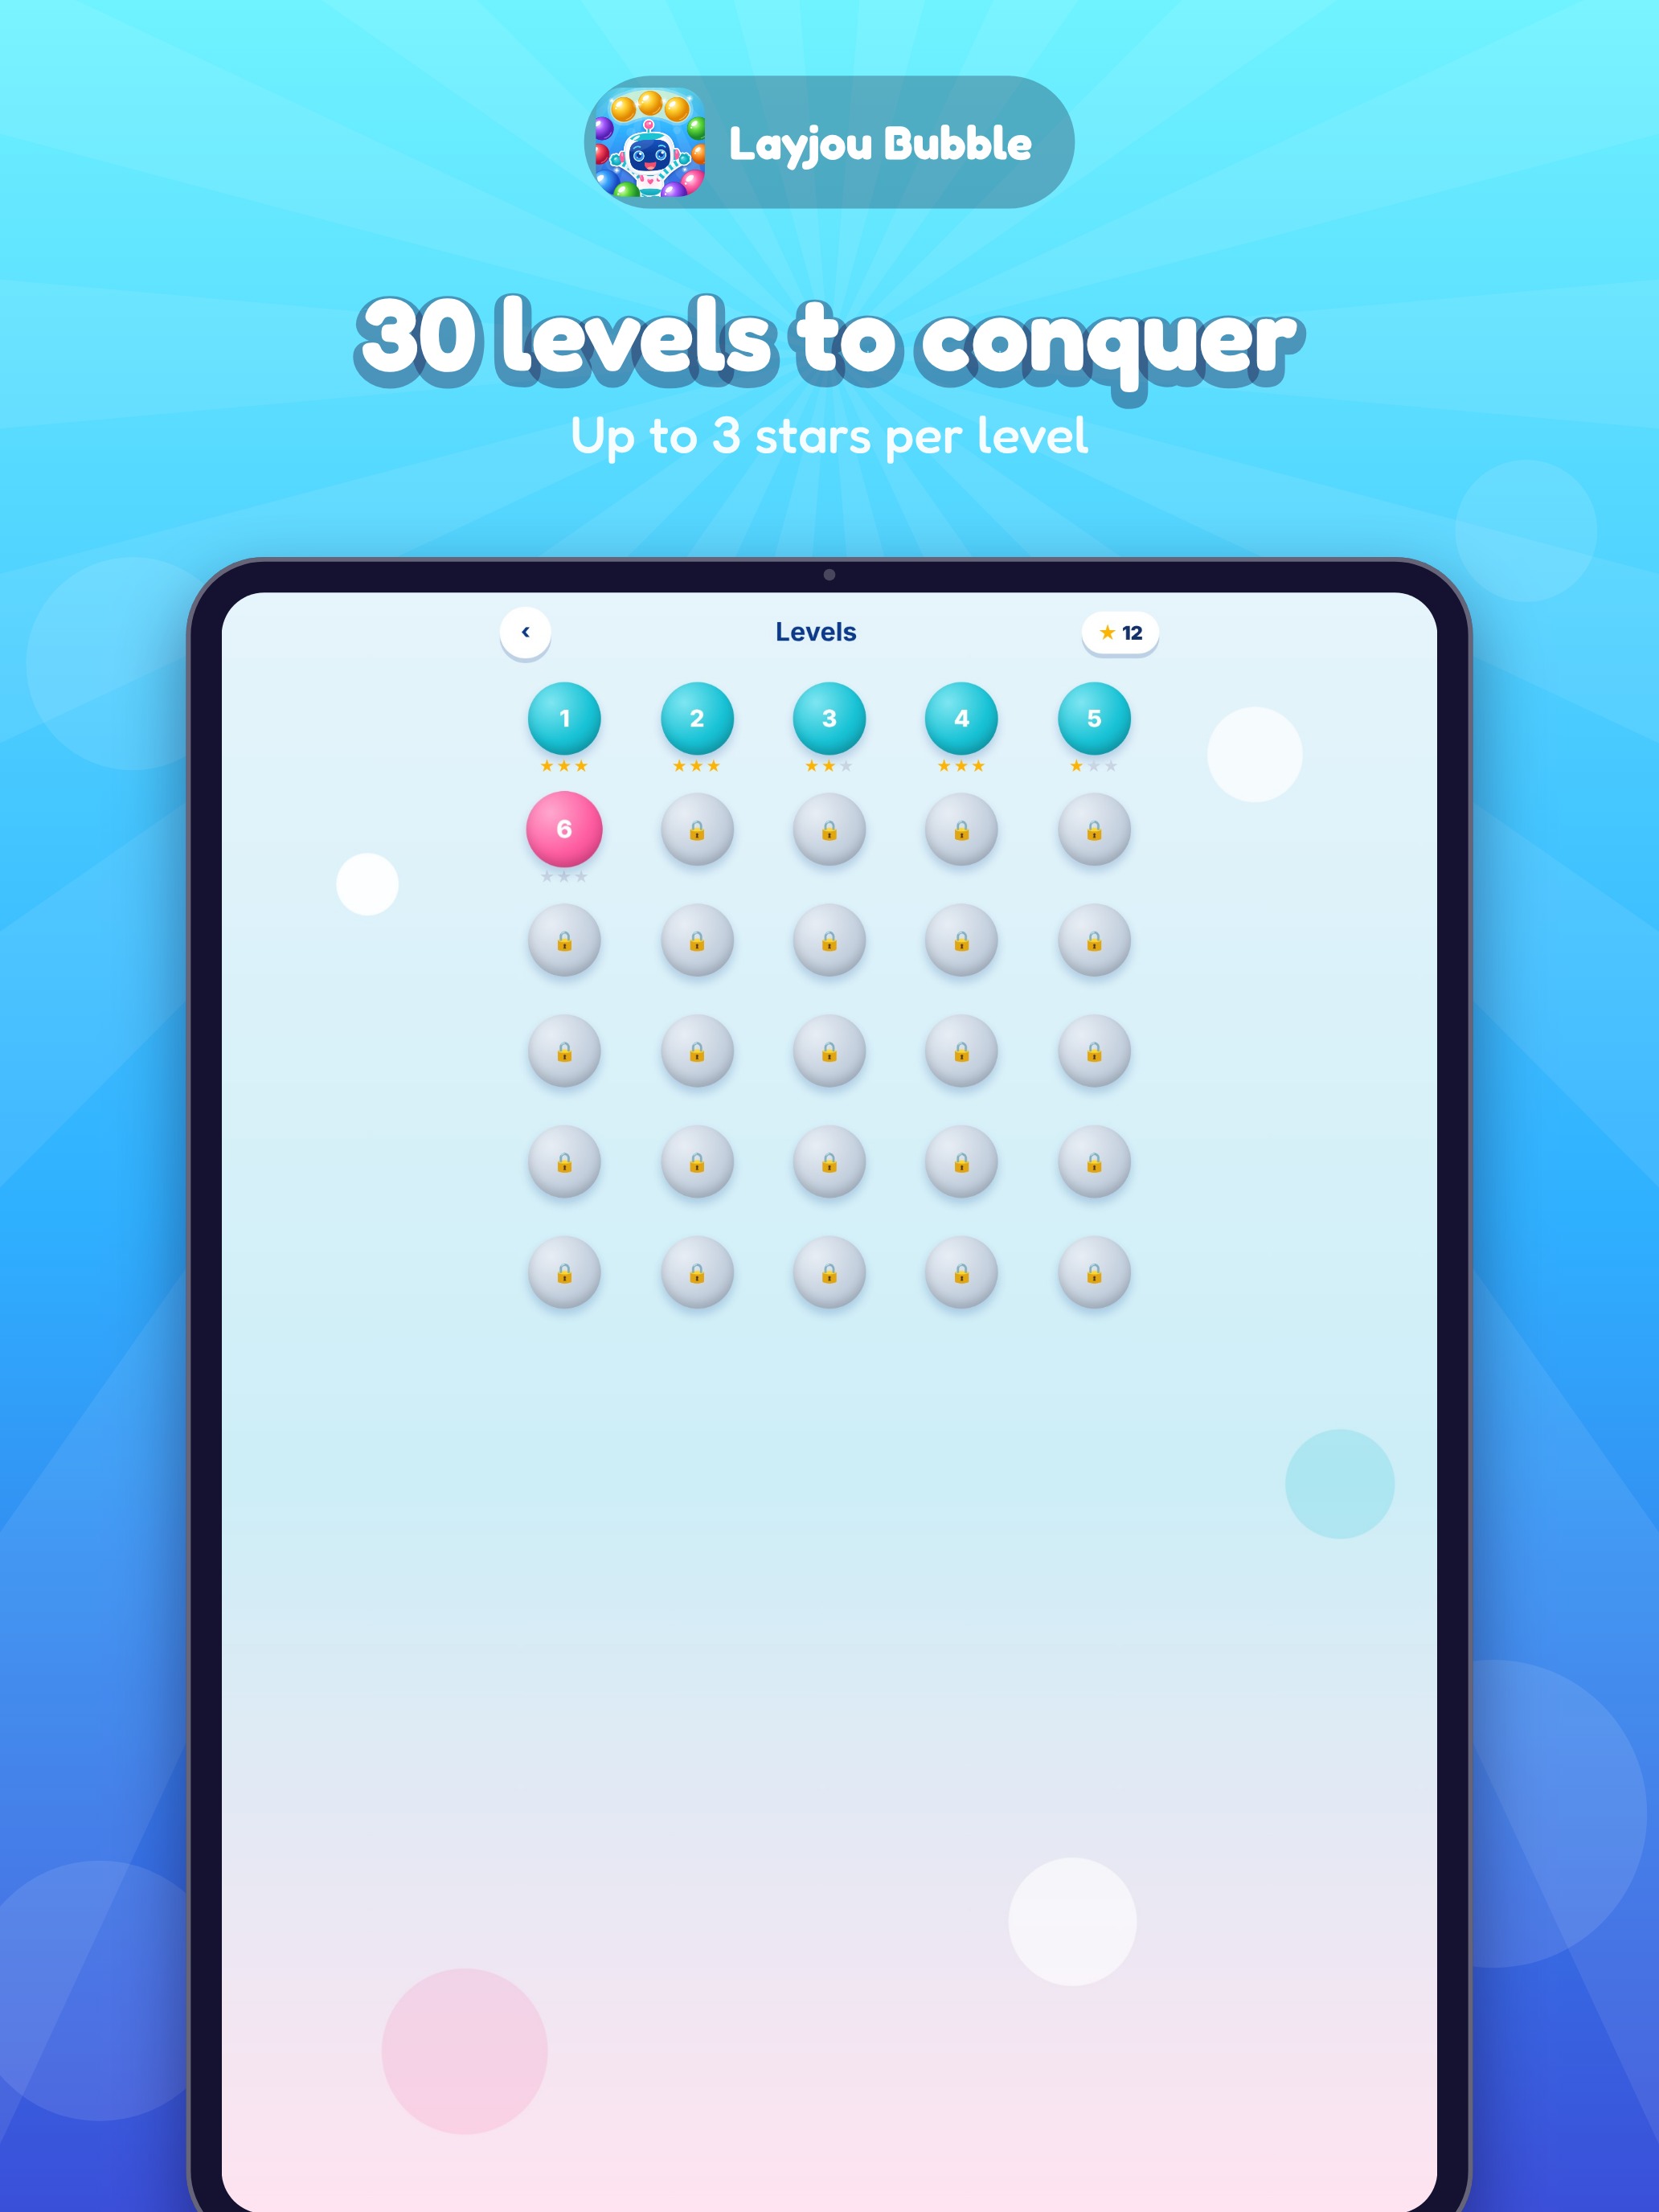 Layjou Bubble
30 levels to conquer
Up to 3 stars per level
‹ Levels ★ 12
1 2 3 4 5
6